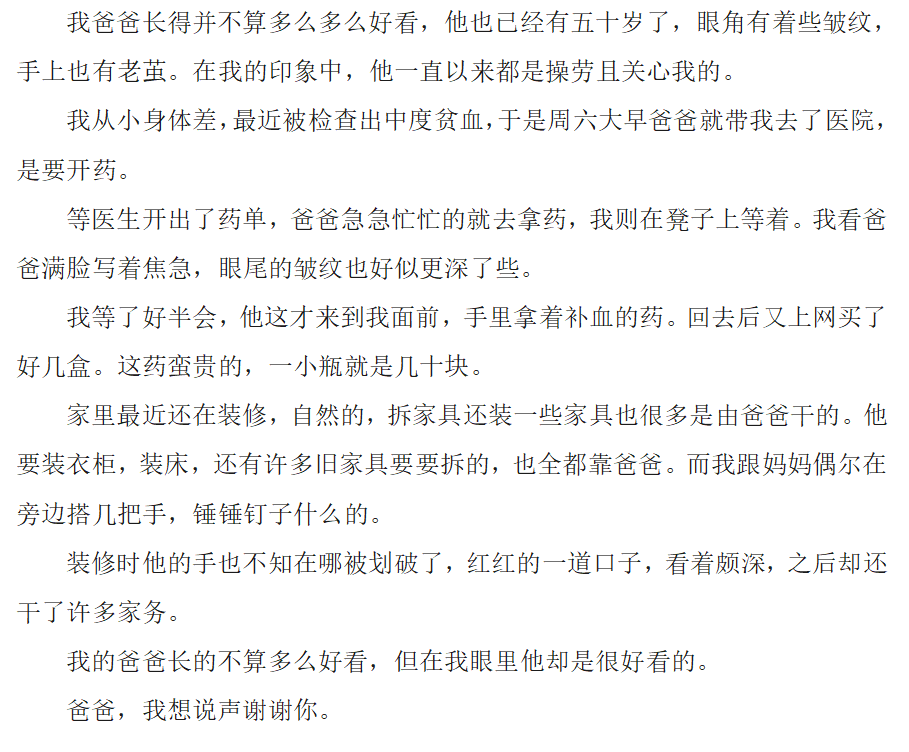 我爸爸长得并不算多么多么好看，他也已经有五十岁了，眼角有着些皱纹，
手上也有老茧。在我的印象中，他一直以来都是操劳且关心我的。
我从小身体差，最近被检查出中度贫血，于是周六大早爸爸就带我去了医院，
是要开药。
等医生开出了药单，爸爸急急忙忙的就去拿药，我则在凳子上等着。我看爸
爸满脸写着焦急，眼尾的皱纹也好似更深了些。
我等了好半会，他这才来到我面前，手里拿着补血的药。回去后又上网买了
好几盒。这药蛮贵的，一小瓶就是几十块。
家里最近还在装修，自然的，拆家具还装一些家具也很多是由爸爸干的。他
要装衣柜，装床，还有许多旧家具要要拆的，也全都靠爸爸。而我跟妈妈偶尔在
旁边搭几把手，锤锤钉子什么的。
装修时他的手也不知在哪被划破了，红红的一道口子，看着颇深，之后却还
干了许多家务。
我的爸爸长的不算多么好看，但在我眼里他却是很好看的。
爸爸，我想说声谢谢你。